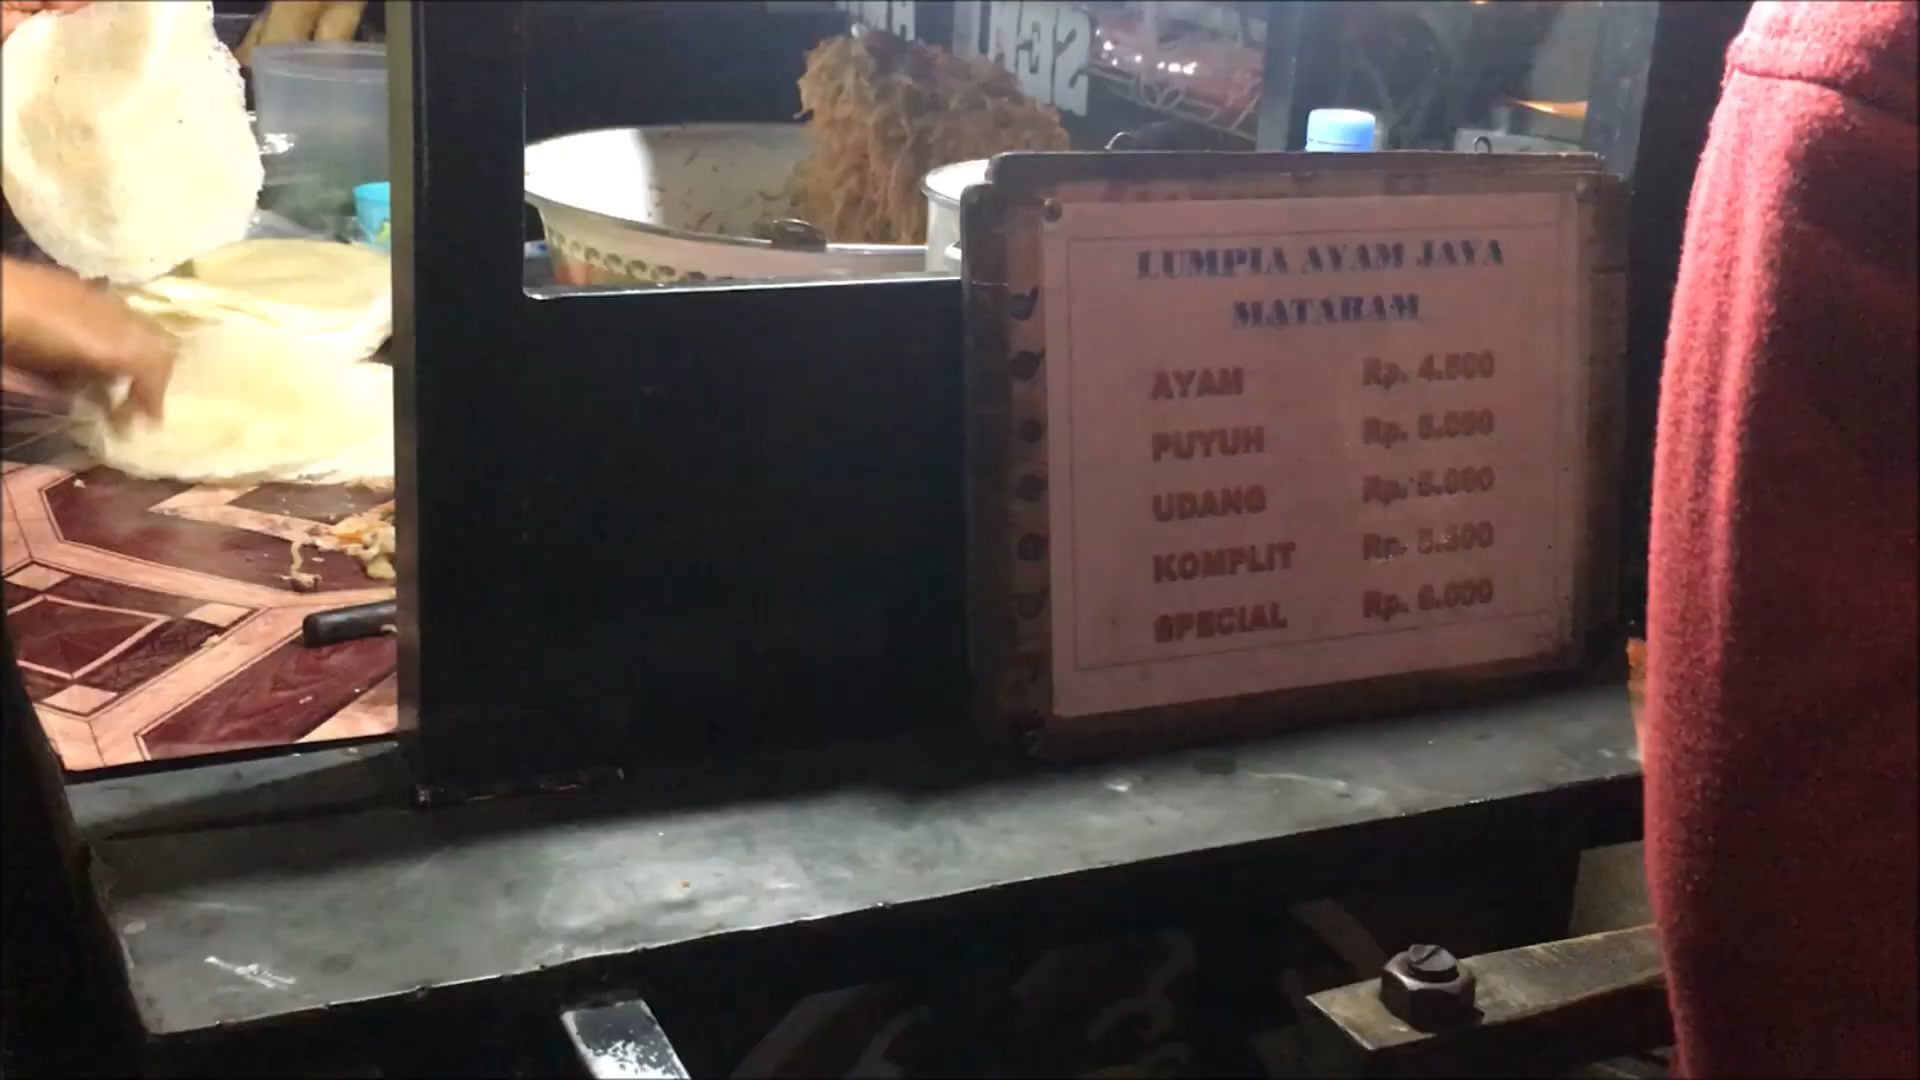 LUMPIA AYAM JAYA
MATARAM
AYAM Rp. 4.500
PUYUH Rp. 5.000
UDANG Rp. 5.000
KOMPLIT Rp. 5.500
SPECIAL Rp. 6.000